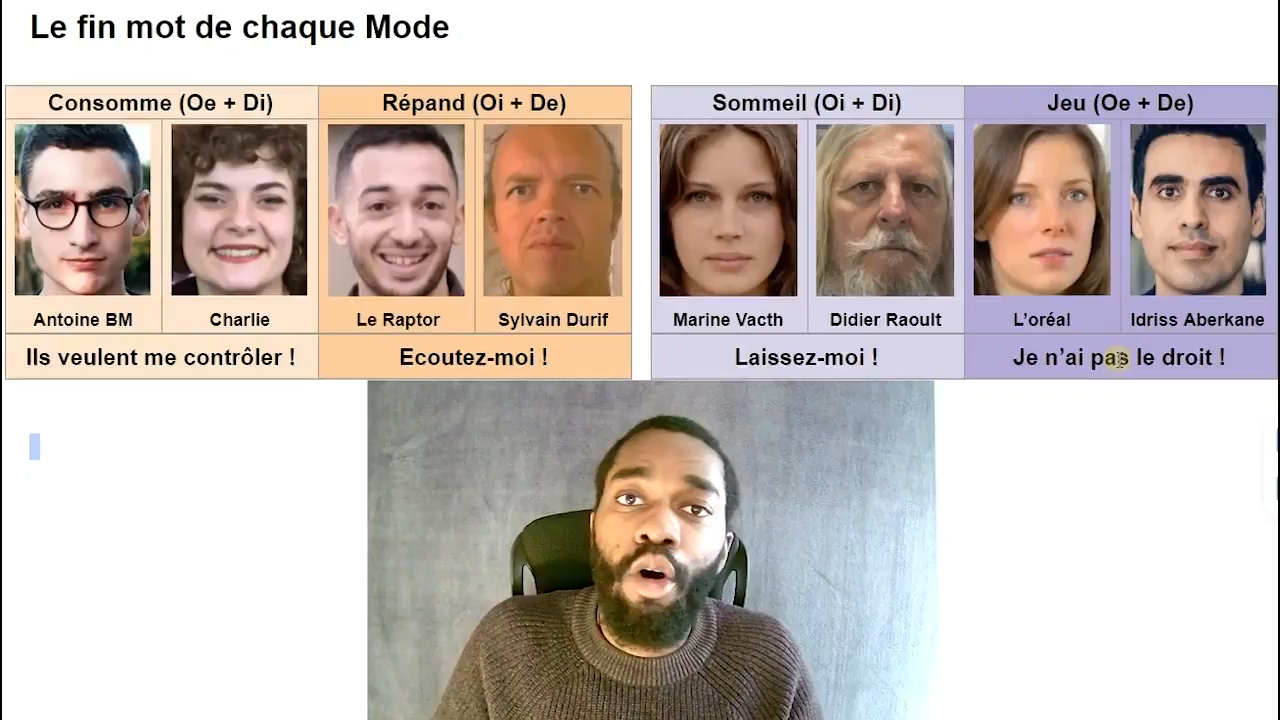 Le fin mot de chaque Mode
Consomme (Oe + Di) Répand (Oi + De) Sommeil (Oi + Di) Jeu (Oe + De)
Antoine BM Charlie Le Raptor Sylvain Durif Marine Vacth Didier Raoult L'oréal Idriss Aberkane
Ils veulent me contrôler ! Ecoutez-moi ! Laissez-moi ! Je n'ai pas le droit !